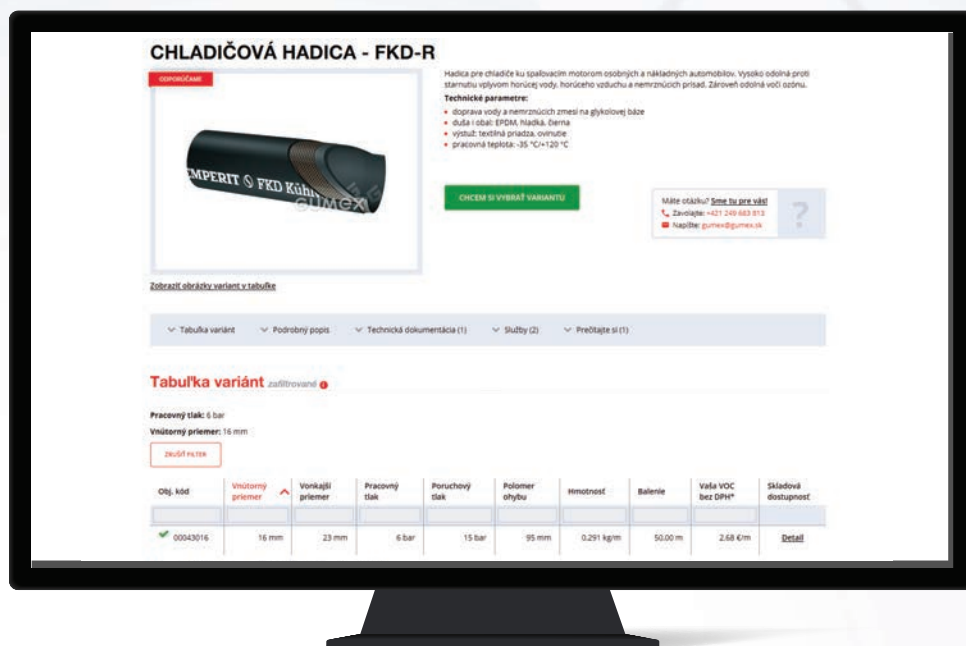 CHLADIČOVÁ HADICA - FKD-R
ODPORÚČAME
EMPERIT FKD Kühl
GUMEX
Hadica pre chladiče ku spaľovacím motorom osobných a nákladných automobilov. Vysoko odolná proti
starnutiu vplyvom horúcej vody, horúceho vzduchu a nemrznúcich prísad. Zároveň odolná voči ozónu.
Technické parametre:
• doprava vody a nemrznúcich zmesí na glykolovej báze
• duša i obal: EPDM, hladká, čierna
• výstuž: textilná priadza, ovinutie
• pracovná teplota: -35 °C/+120 °C
CHCEM SI VYBRAŤ VARIANTU
Máte otázku? Sme tu pre vás!
Zavolajte: +421 249 683 813
Napíšte: gumex@gumex.sk
?
Zobraziť obrázky variant v tabuľke
Tabuľka variánt Podrobný popis Technická dokumentácia (1) Služby (2) Prečítajte si (1)
Tabuľka variánt zafiltrované
Pracovný tlak: 6 bar
Vnútorný priemer: 16 mm
ZRUŠIŤ FILTER
Obj. kód Vnútorný priemer Vonkajší priemer Pracovný tlak Poruchový tlak Polomer ohybu Hmotnosť Balenie Vaša VOC bez DPH* Skladová dostupnosť
00043016 16 mm 23 mm 6 bar 15 bar 95 mm 0.291 kg/m 50.00 m 2.68 €/m Detail